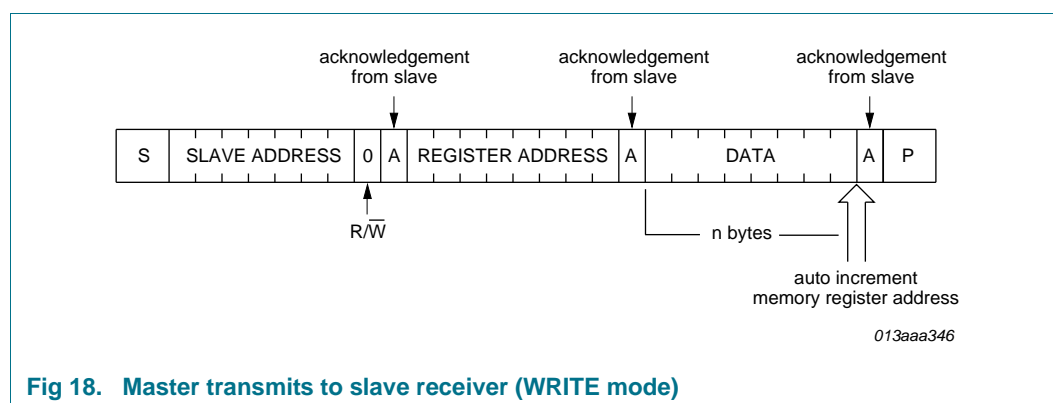 acknowledgement
from slave
acknowledgement
from slave
acknowledgement
from slave
S SLAVE ADDRESS 0 A REGISTER ADDRESS A DATA A P
R/W̅
n bytes
auto increment
memory register address
013aaa346
Fig 18. Master transmits to slave receiver (WRITE mode)